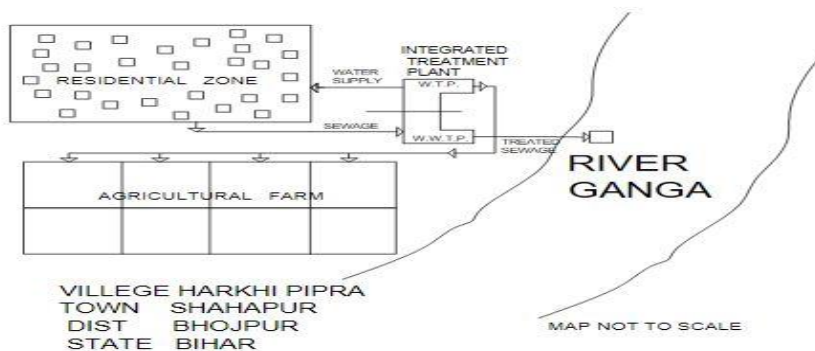 INTEGRATED
TREATMENT
PLANT
WATER
SUPPLY
W.T.P.
RESIDENTIAL ZONE
SEWAGE
W.W.T.P.
TREATED
SEWAGE
RIVER
GANGA
AGRICULTURAL FARM
VILLEGE HARKHI PIPRA
TOWN SHAHAPUR
DIST BHOJPUR
STATE BIHAR
MAP NOT TO SCALE